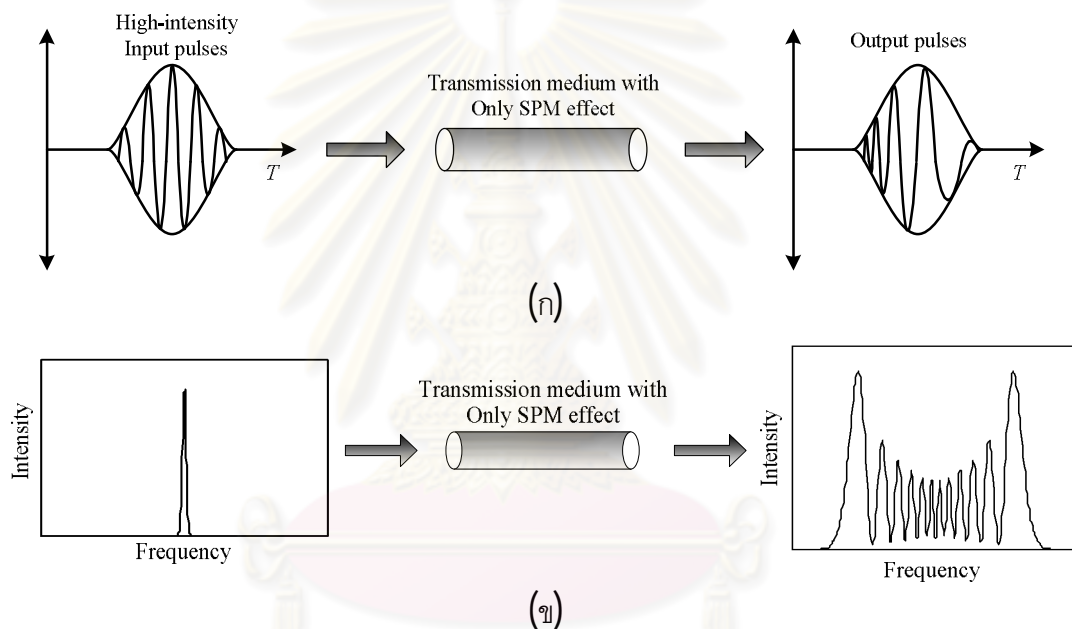 High-intensity
Input pulses
T
Transmission medium with
Only SPM effect
Output pulses
T
(ก)
Intensity
Frequency
Transmission medium with
Only SPM effect
Intensity
Frequency
(ข)